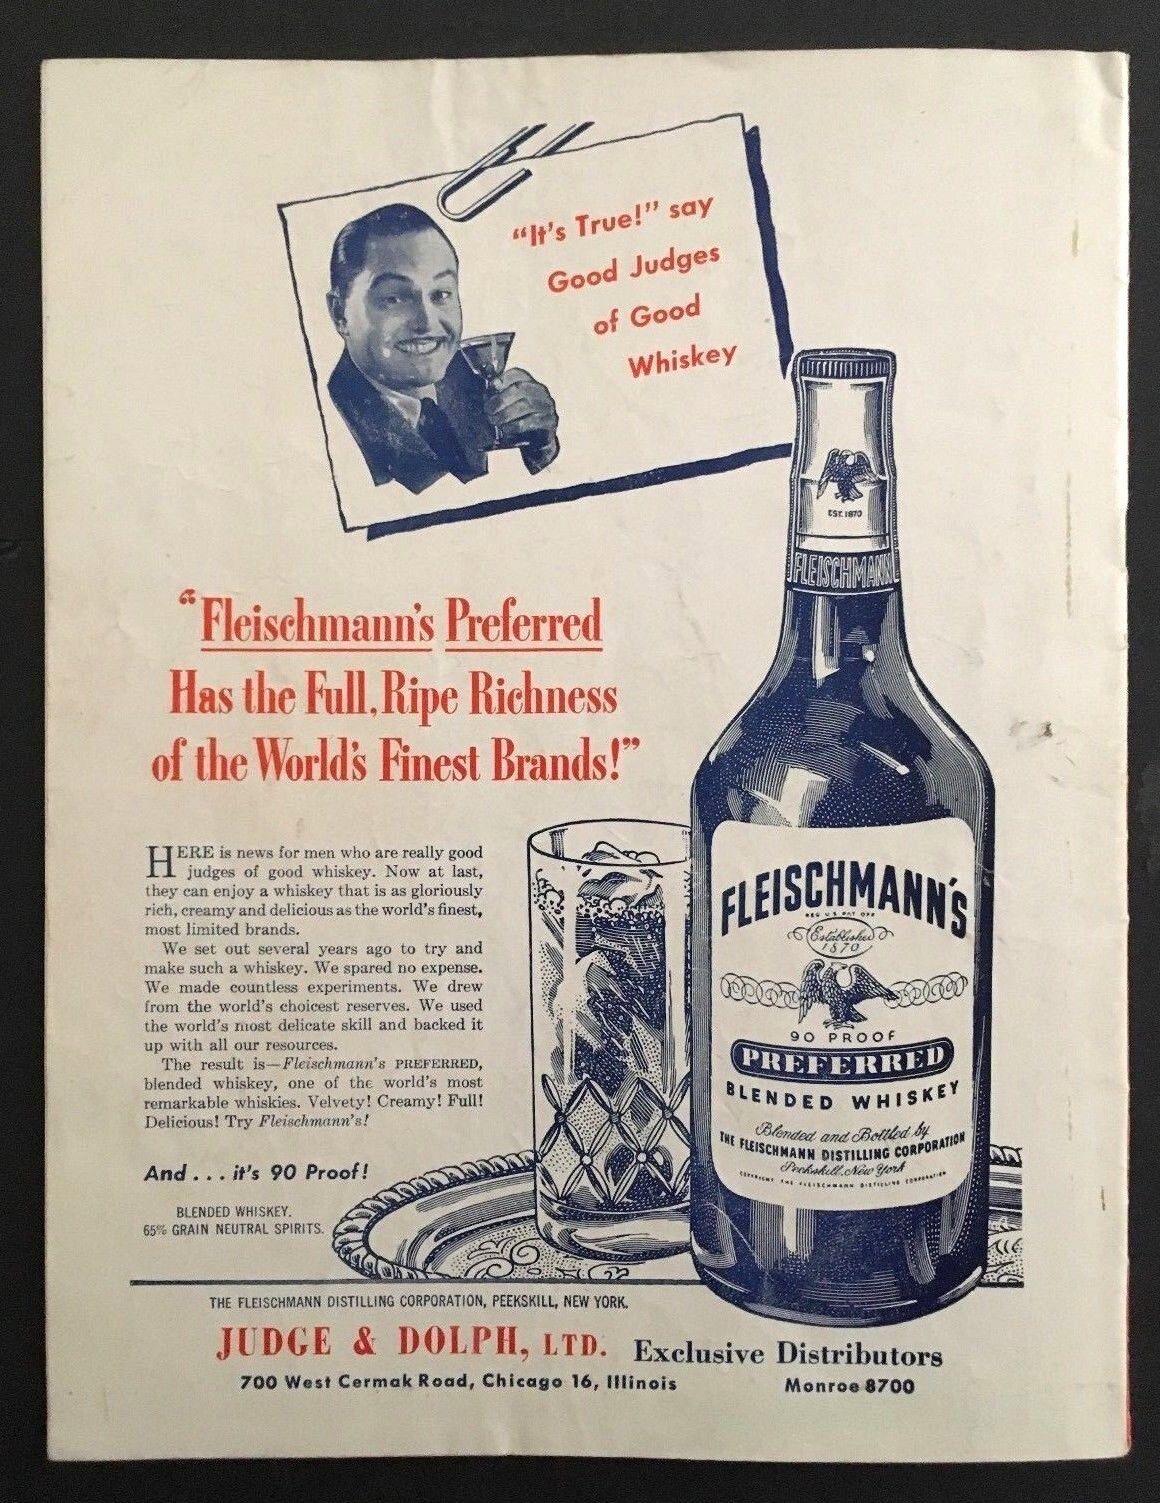 "It's True!" say
Good Judges
of Good
Whiskey
EST. 1870
FLEISCHMANN
"Fleischmann's Preferred
Has the Full, Ripe Richness
of the World's Finest Brands!"
HERE is news for men who are really good
judges of good whiskey. Now at last,
they can enjoy a whiskey that is as gloriously
rich, creamy and delicious as the world's finest,
most limited brands.
We set out several years ago to try and
make such a whiskey. We spared no expense.
We made countless experiments. We drew
from the world's choicest reserves. We used
the world's most delicate skill and backed it
up with all our resources.
The result is—Fleischmann's PREFERRED,
blended whiskey, one of the world's most
remarkable whiskies. Velvety! Creamy! Full!
Delicious! Try Fleischmann's!
And . . . it's 90 Proof!
BLENDED WHISKEY.
65% GRAIN NEUTRAL SPIRITS.
FLEISCHMANN'S
REG U S PAT OFF
Established
1870
90 PROOF
PREFERRED
BLENDED WHISKEY
Blended and Bottled by
THE FLEISCHMANN DISTILLING CORPORATION
Peekskill, New York
COPYRIGHT THE FLEISCHMANN DISTILLING CORPORATION
THE FLEISCHMANN DISTILLING CORPORATION, PEEKSKILL, NEW YORK.
JUDGE & DOLPH, LTD. Exclusive Distributors
700 West Cermak Road, Chicago 16, Illinois Monroe 8700